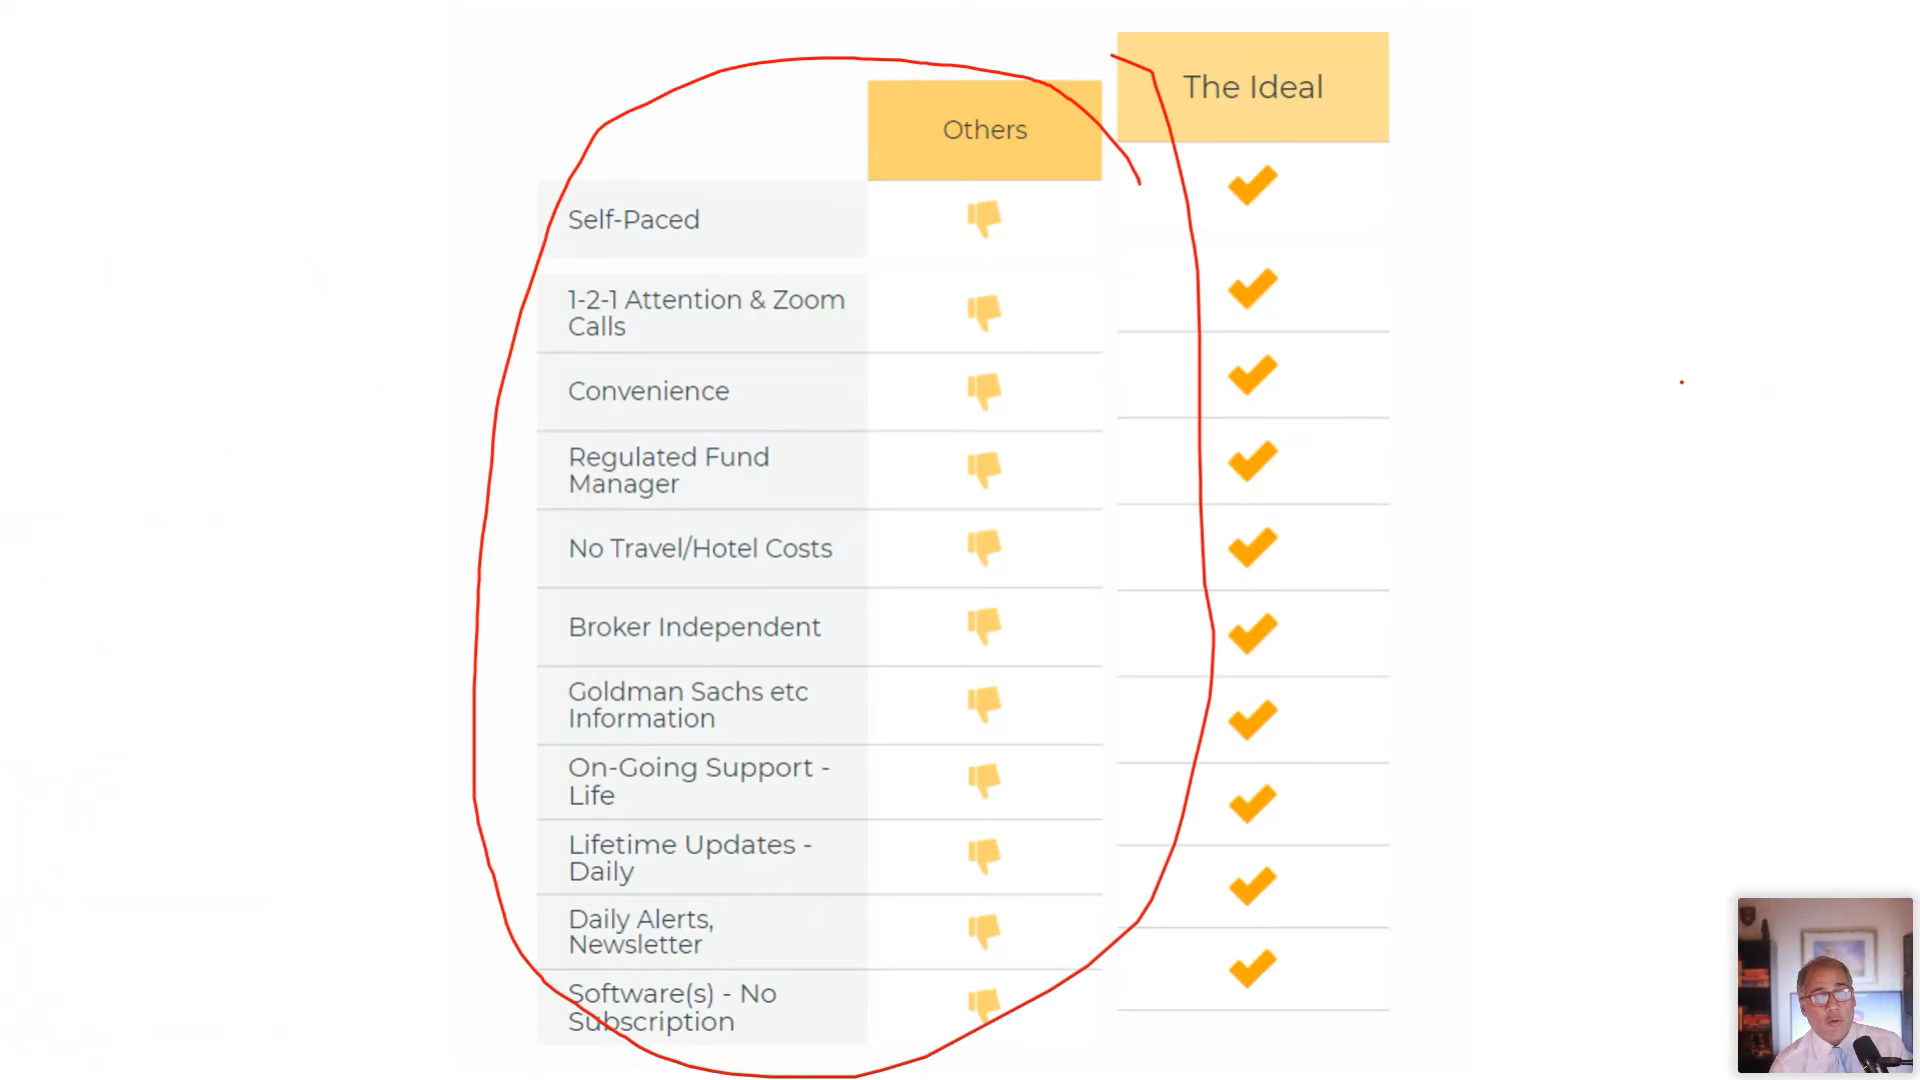 The Ideal
Others
Self-Paced
1-2-1 Attention & Zoom
Calls
Convenience
Regulated Fund
Manager
No Travel/Hotel Costs
Broker Independent
Goldman Sachs etc
Information
On-Going Support -
Life
Lifetime Updates -
Daily
Daily Alerts,
Newsletter
Software(s) - No
Subscription